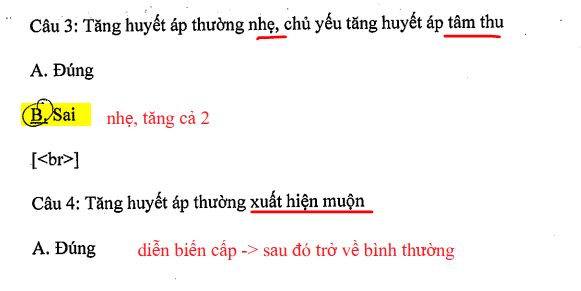 Câu 3: Tăng huyết áp thường nhẹ, chủ yếu tăng huyết áp tâm thu
A. Đúng
B. Sai nhẹ, tăng cả 2
[<br>]
Câu 4: Tăng huyết áp thường xuất hiện muộn
A. Đúng diễn biến cấp -> sau đó trở về bình thường